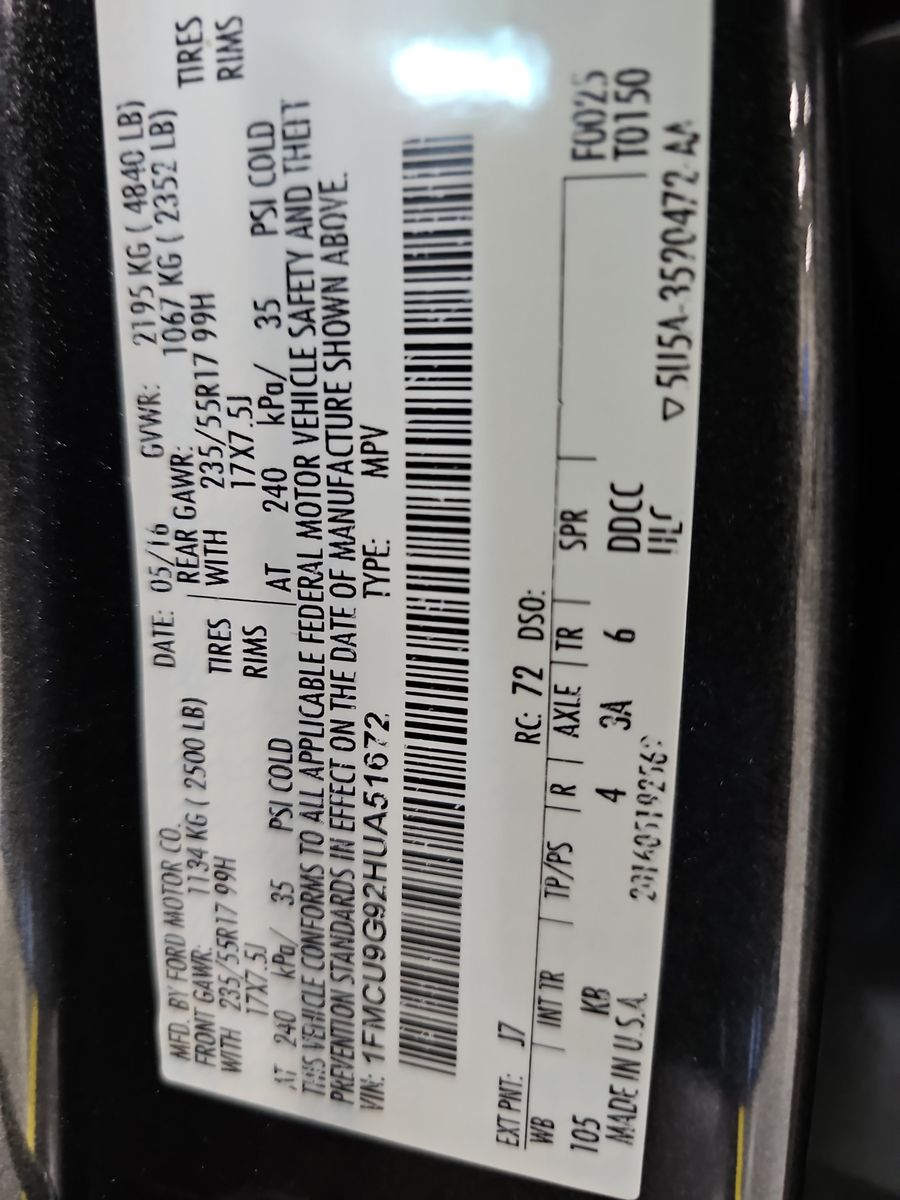 MFD. BY FORD MOTOR CO. DATE: 05/16 GVWR: 2195 KG ( 4840 LB)
FRONT GAWR: 1134 KG ( 2500 LB) REAR GAWR: 1067 KG ( 2352 LB)
WITH 235/55R17 99H TIRES WITH 235/55R17 99H TIRES
17X7.5J RIMS 17X7.5J RIMS
AT 240 kPa/ 35 PSI COLD AT 240 kPa/ 35 PSI COLD
THIS VEHICLE CONFORMS TO ALL APPLICABLE FEDERAL MOTOR VEHICLE SAFETY AND THEFT
PREVENTION STANDARDS IN EFFECT ON THE DATE OF MANUFACTURE SHOWN ABOVE.
VIN: 1FMCU9G92HUA51672 TYPE: MPV
EXT PNT: J7 RC: 72 DSO: F0025
WB INT TR TP/PS R AXLE TR SPR T0150
105 KB 4 3A 6 DDCC
MADE IN U.S.A. ▽ 5U5A-3520472-AA